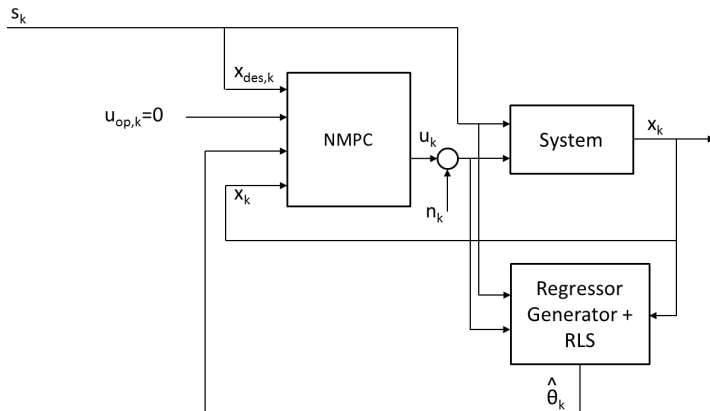 s_k
x_des,k
u_op,k=0
NMPC
x_k
u_k
n_k
System
x_k
Regressor
Generator +
RLS
θ̂_k